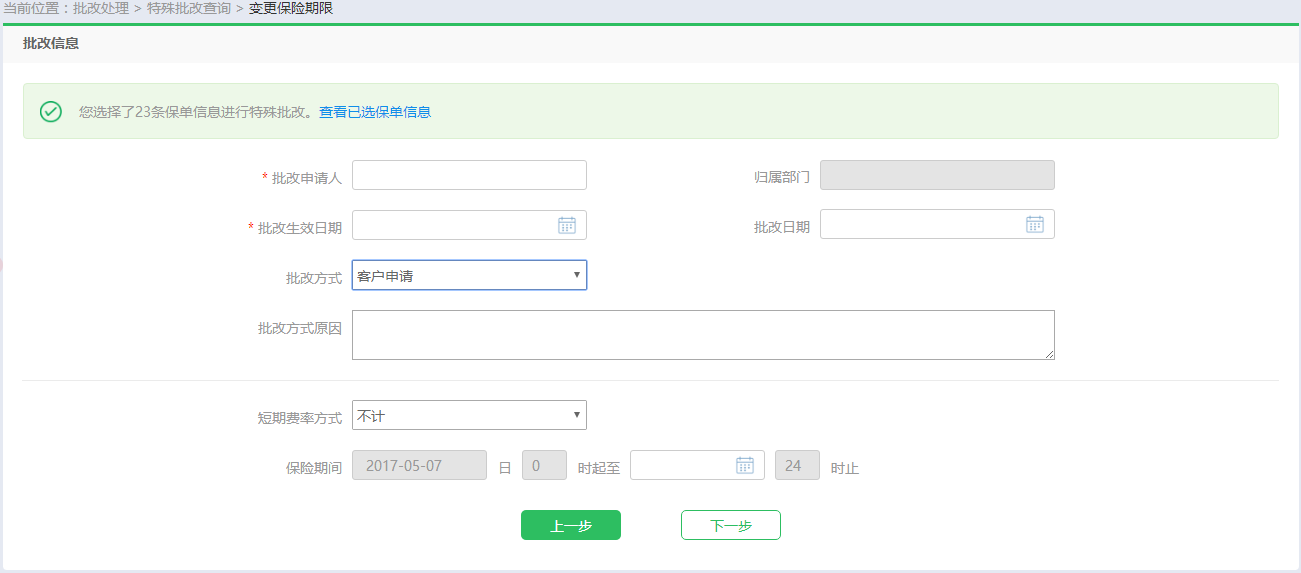 当前位置：批改处理 > 特殊批改查询 > 变更保险期限
批改信息
您选择了23条保单信息进行特殊批改。查看已选保单信息
* 批改申请人 归属部门
* 批改生效日期 批改日期
批改方式 客户申请
批改方式原因
短期费率方式 不计
保险期间 2017-05-07 日 0 时起至 24 时止
上一步 下一步